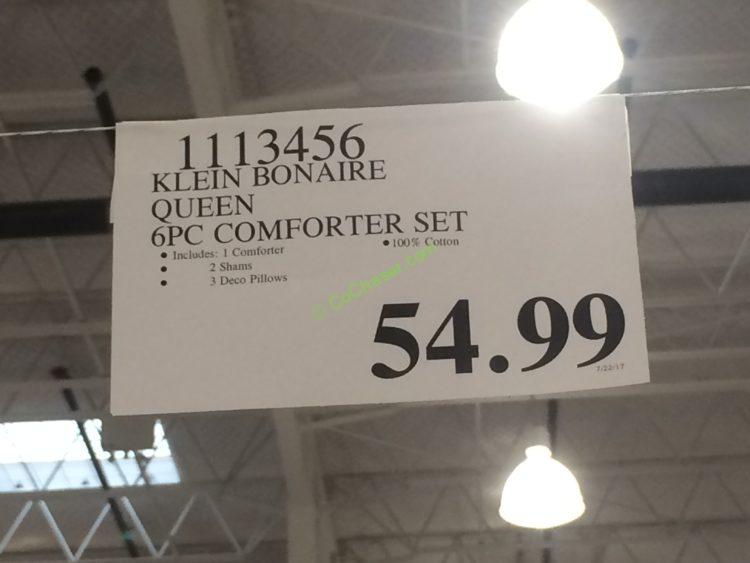 1113456
KLEIN BONAIRE
QUEEN
6PC COMFORTER SET
• Includes: 1 Comforter
• 100% Cotton
• 2 Shams
• 3 Deco Pillows
© CoChaser.com
54.99
7/22/17